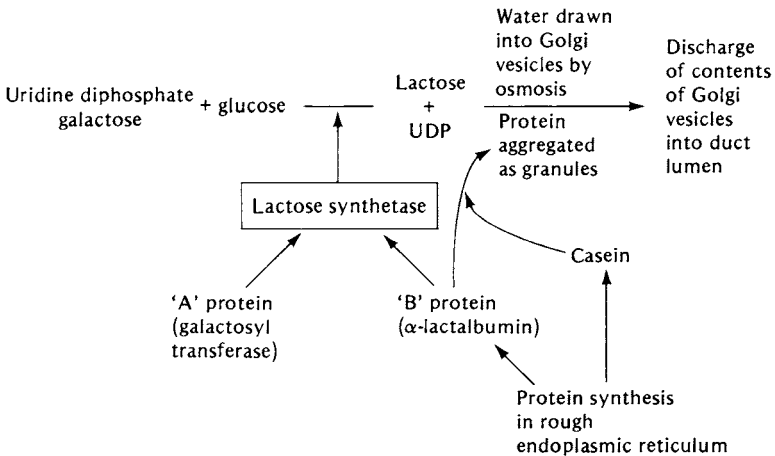 Uridine diphosphate
galactose
+ glucose
Lactose
+
UDP
Water drawn
into Golgi
vesicles by
osmosis
Protein
aggregated
as granules
Discharge
of contents
of Golgi
vesicles
into duct
lumen
Lactose synthetase
Casein
'A' protein
(galactosyl
transferase)
'B' protein
(α-lactalbumin)
Protein synthesis
in rough
endoplasmic reticulum